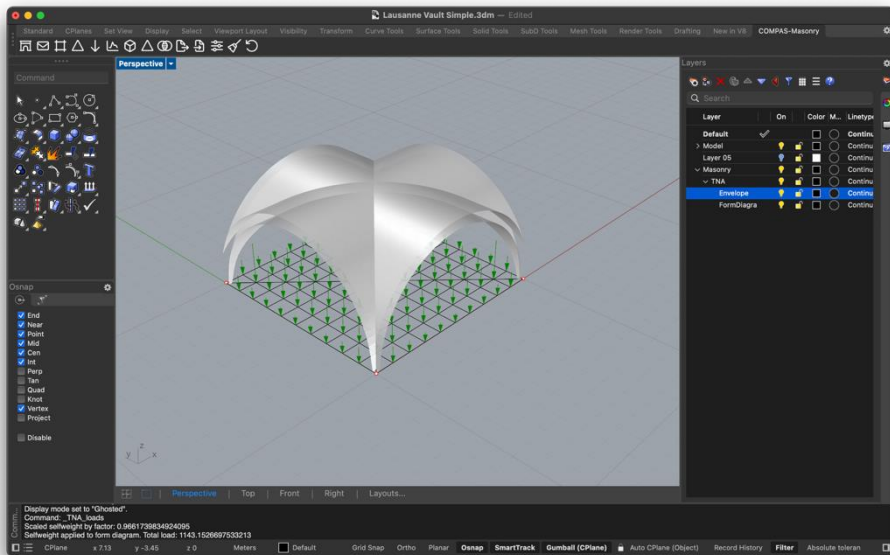 Lausanne Vault Simple.3dm — Edited
Standard CPlanes Set View Display Select Viewport Layout Visibility Transform Curve Tools Surface Tools Solid Tools SubD Tools Mesh Tools Render Tools Drafting New in V8 COMPAS-Masonry
Perspective
Layers
Command
Search
Layer On Color M... Linetype
Default Continu
Model Continu
Layer 05 Continu
Masonry Continu
TNA Continu
Envelope Continu
FormDiagra Continu
Osnap
End
Near
Point
Mid
Cen
Int
Perp
Tan
Quad
Knot
Vertex
Project
Disable
y z x
Perspective Top Front Right Layouts...
Comm...
Display mode set to "Ghosted".
Command: _TNA_loads
Scaled selfweight by factor: 0.9661739834924095
Selfweight applied to form diagram. Total load: 1143.1526697533213
CPlane x 7.13 y -3.45 z 0 Meters Default Grid Snap Ortho Planar Osnap SmartTrack Gumball (CPlane) Auto CPlane (Object) Record History Filter Absolute toleran